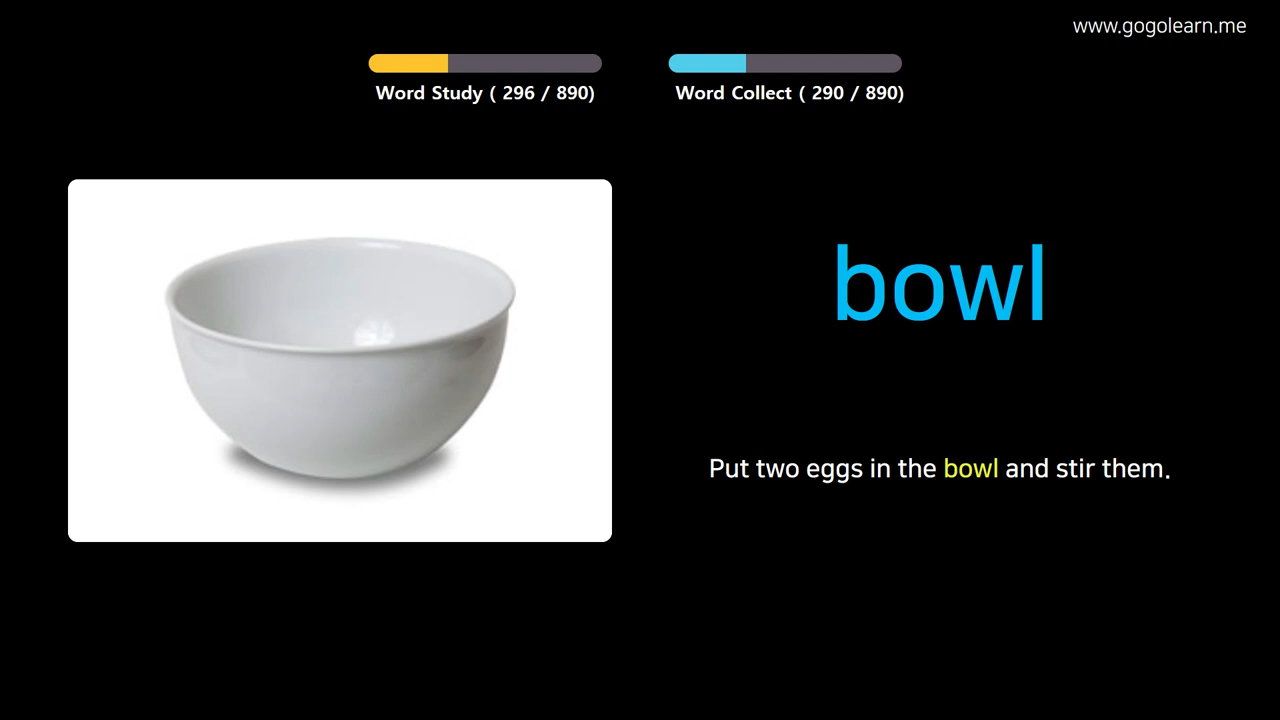 www.gogolearn.me
Word Study ( 296 / 890)
Word Collect ( 290 / 890)
bowl
Put two eggs in the bowl and stir them.